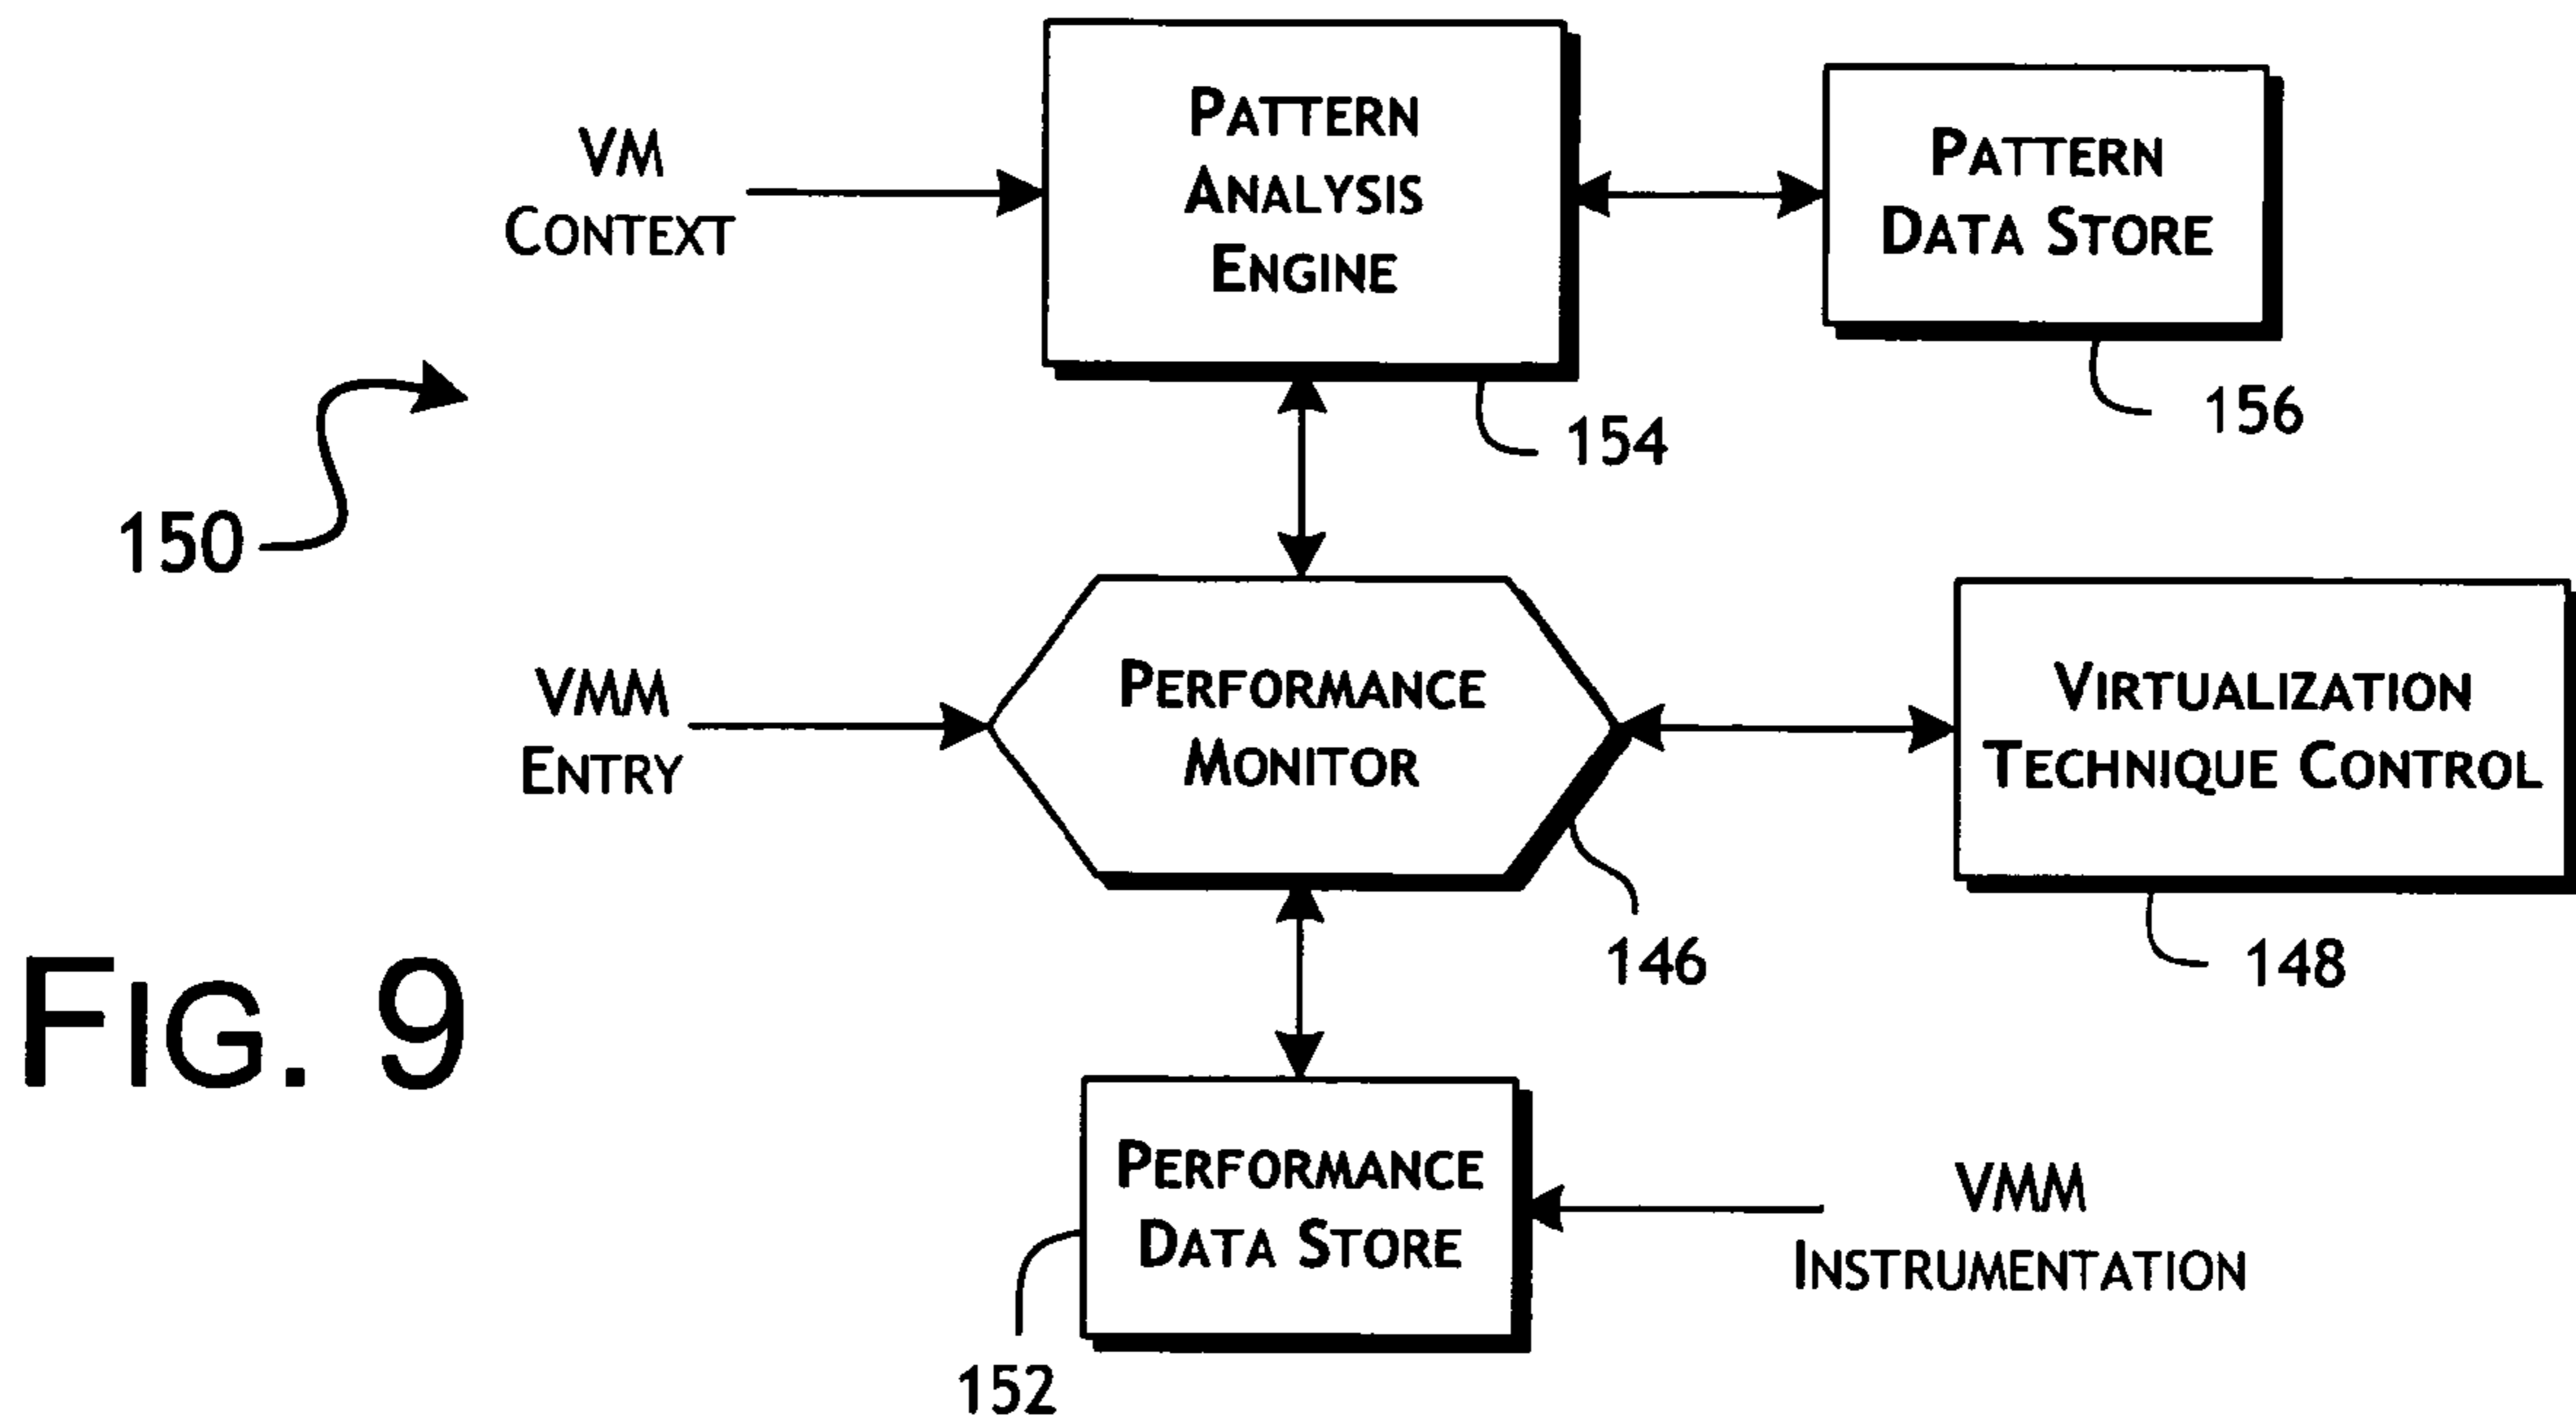 PATTERN
ANALYSIS
ENGINE
154
PATTERN
DATA STORE
156
VM
CONTEXT
150
VMM
ENTRY
PERFORMANCE
MONITOR
146
VIRTUALIZATION
TECHNIQUE CONTROL
148
PERFORMANCE
DATA STORE
152
VMM
INSTRUMENTATION
FIG. 9